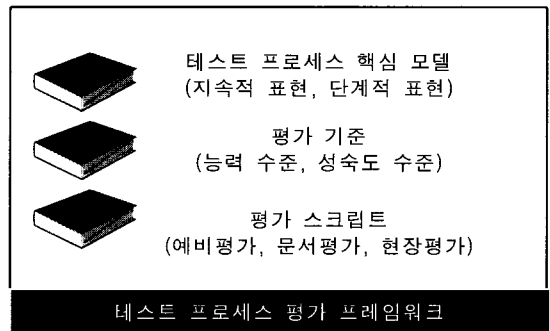 테스트 프로세스 핵심 모델
(지속적 표현, 단계적 표현)
평가 기준
(능력 수준, 성숙도 수준)
평가 스크립트
(예비평가, 문서평가, 현장평가)
테스트 프로세스 평가 프레임워크